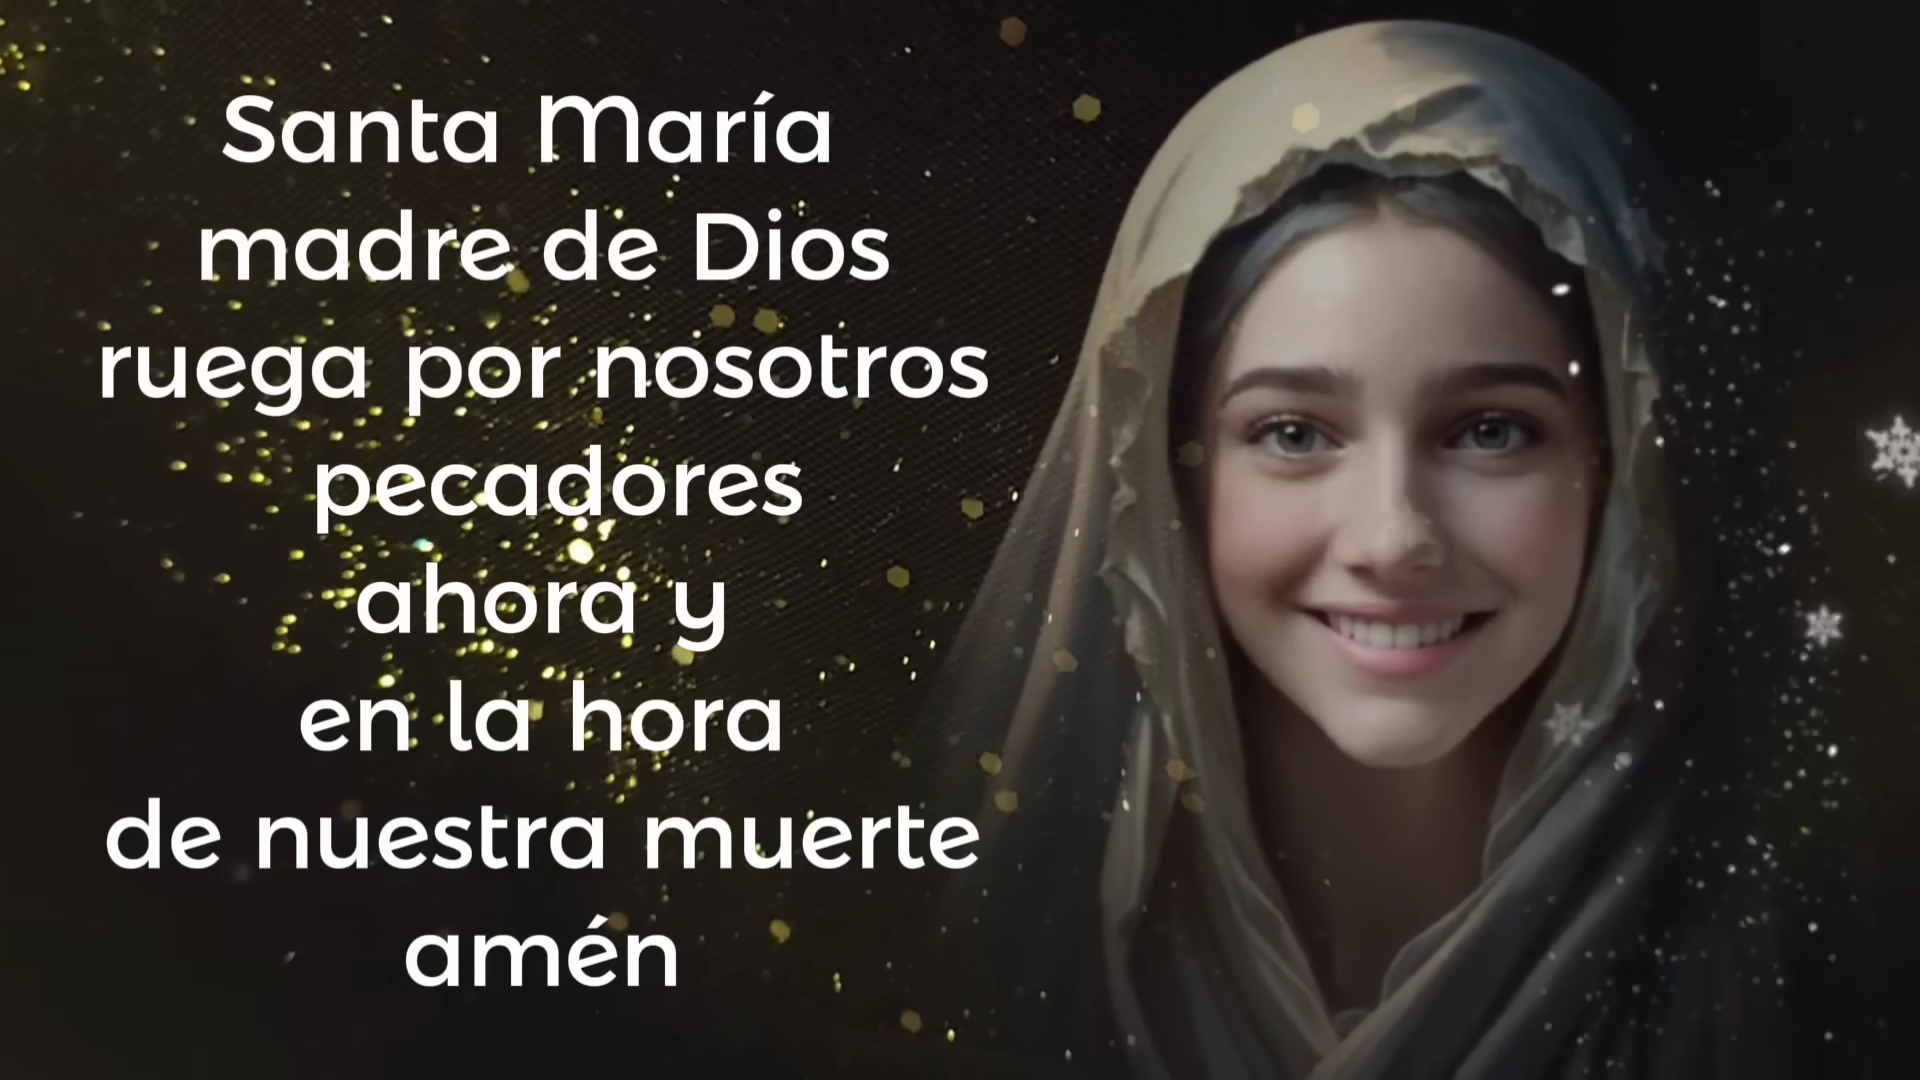 Santa María
madre de Dios
ruega por nosotros
pecadores
ahora y
en la hora
de nuestra muerte
amén